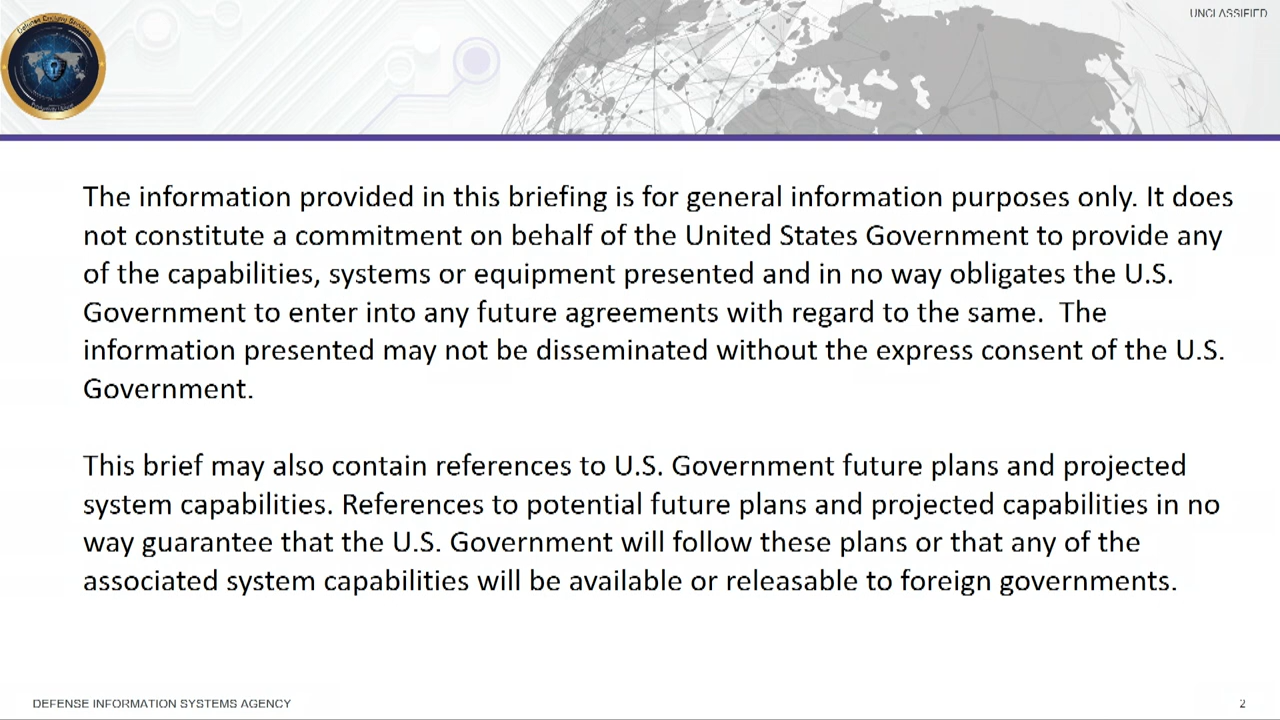 UNCLASSIFIED
The information provided in this briefing is for general information purposes only. It does
not constitute a commitment on behalf of the United States Government to provide any
of the capabilities, systems or equipment presented and in no way obligates the U.S.
Government to enter into any future agreements with regard to the same.  The
information presented may not be disseminated without the express consent of the U.S.
Government.
This brief may also contain references to U.S. Government future plans and projected
system capabilities. References to potential future plans and projected capabilities in no
way guarantee that the U.S. Government will follow these plans or that any of the
associated system capabilities will be available or releasable to foreign governments.
DEFENSE INFORMATION SYSTEMS AGENCY
2